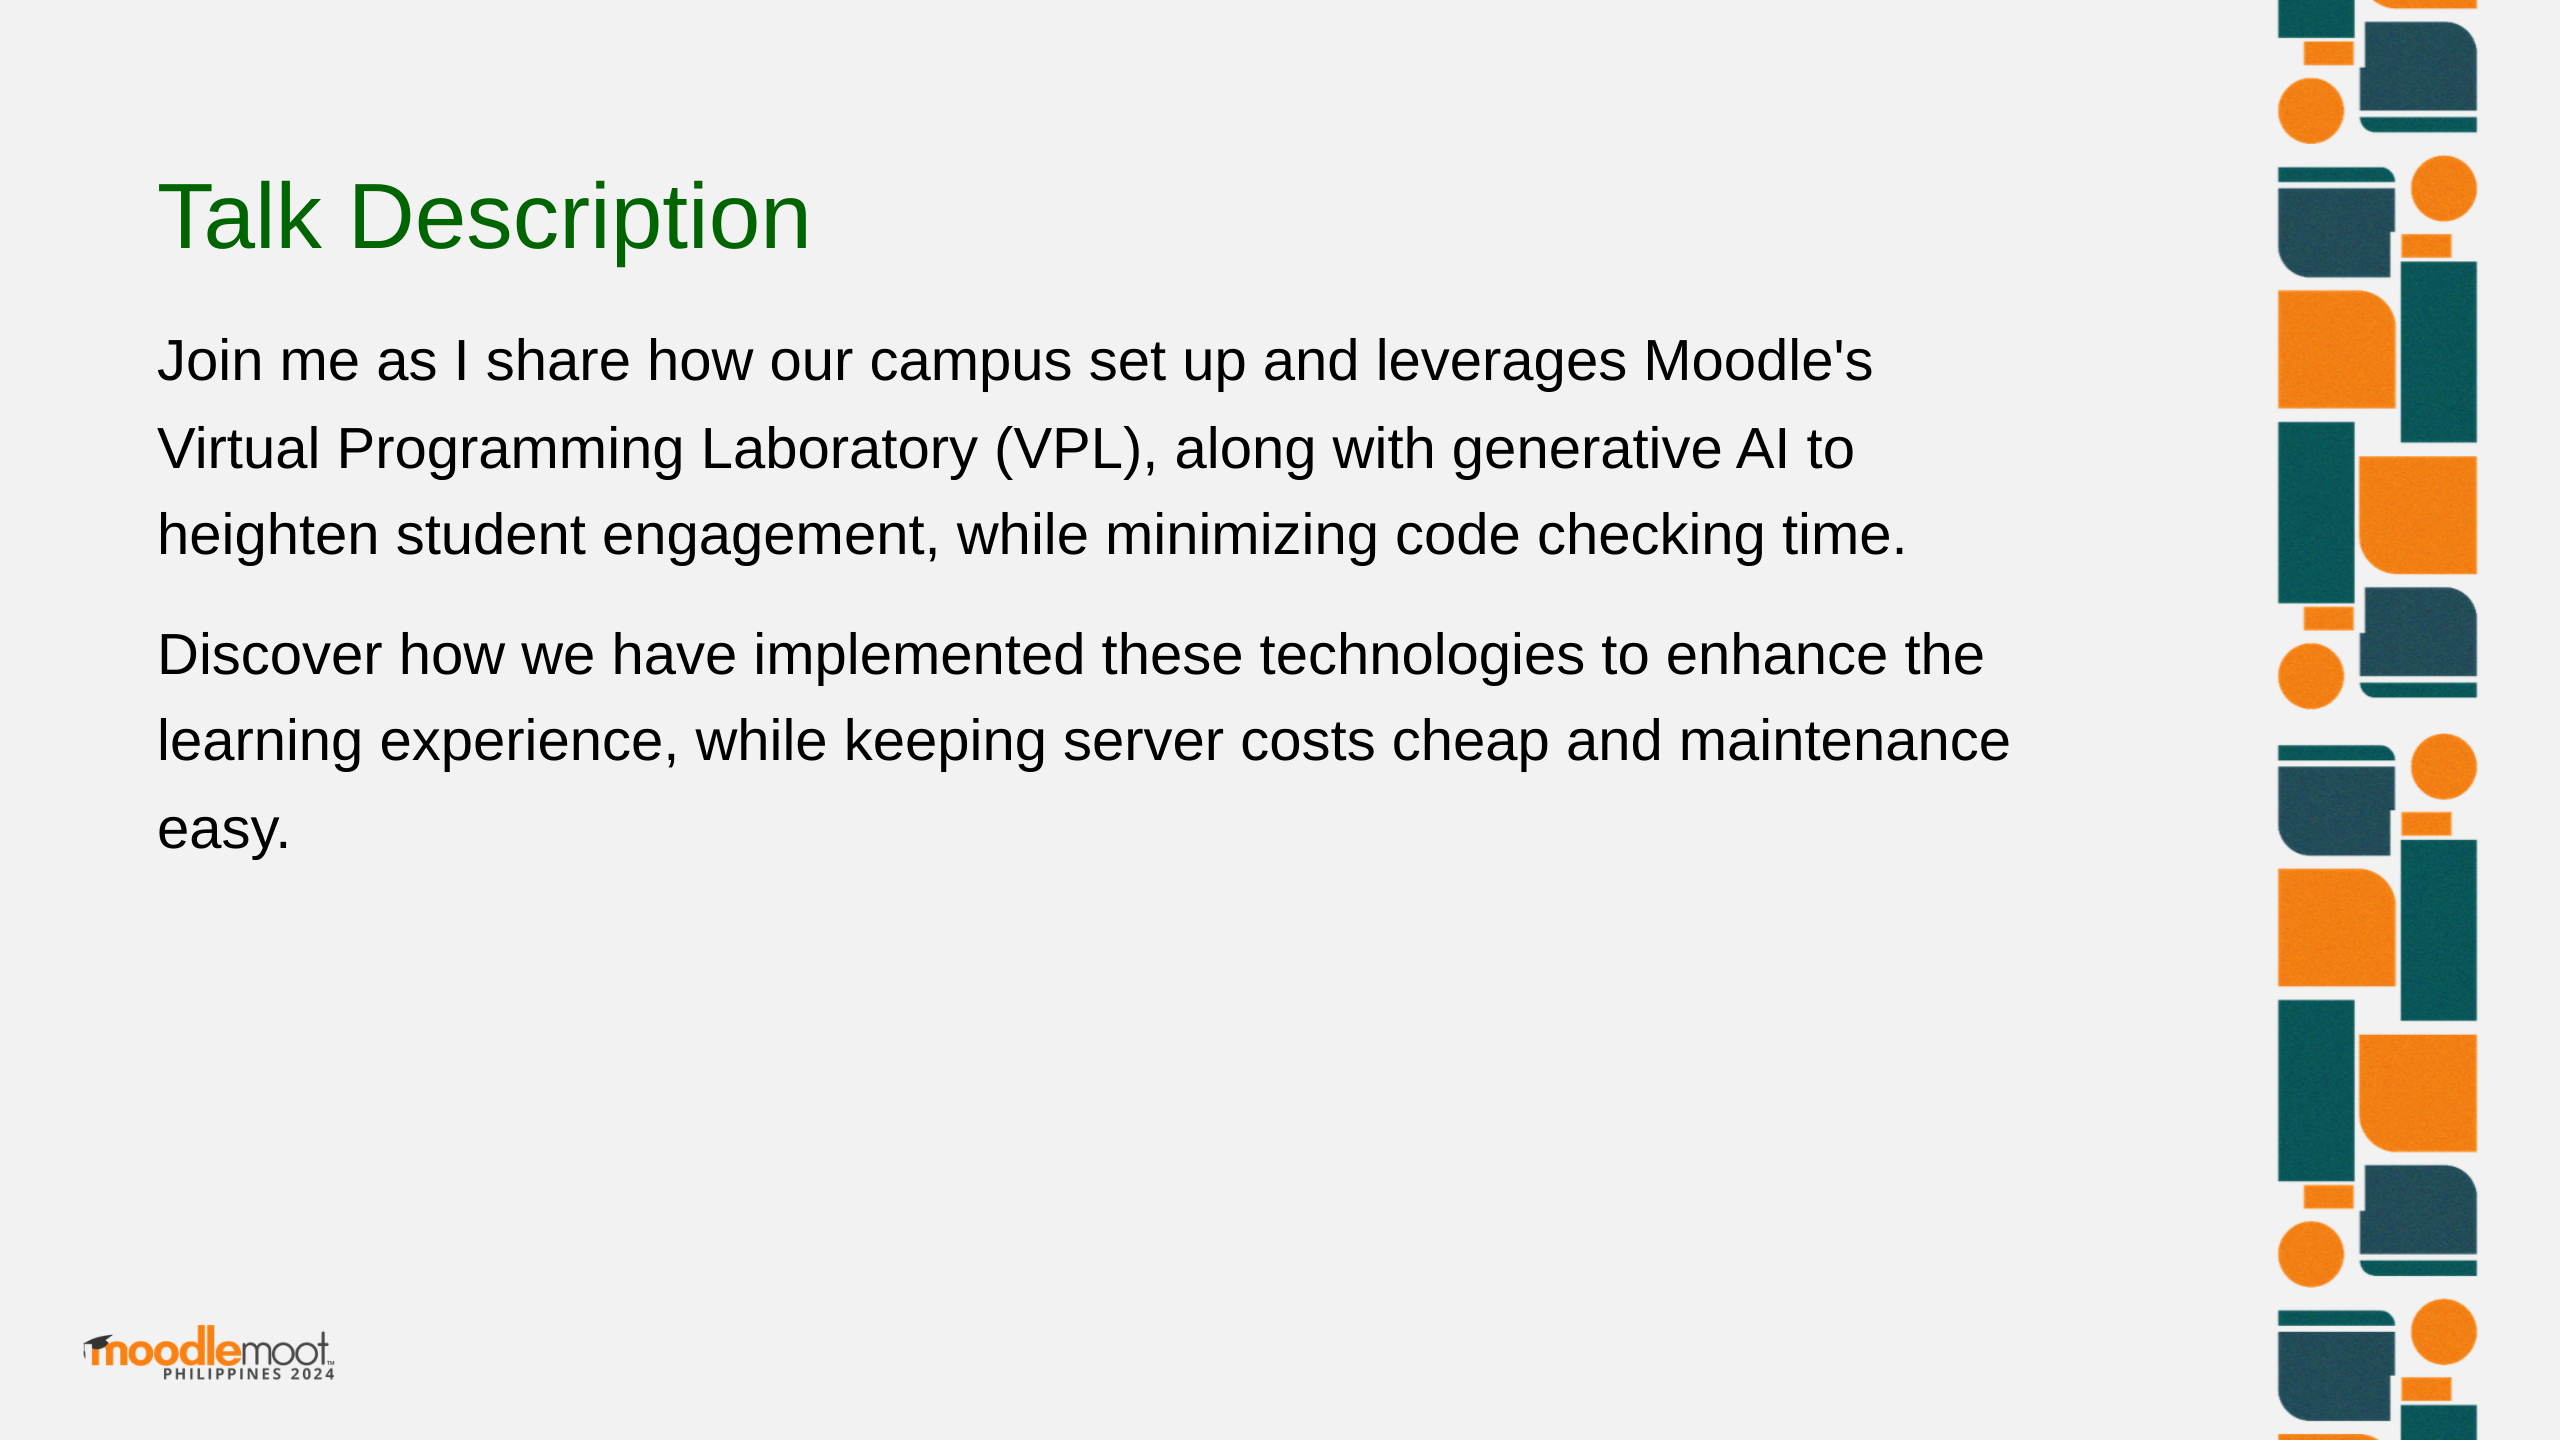 Talk Description
Join me as I share how our campus set up and leverages Moodle's
Virtual Programming Laboratory (VPL), along with generative AI to
heighten student engagement, while minimizing code checking time.
Discover how we have implemented these technologies to enhance the
learning experience, while keeping server costs cheap and maintenance
easy.
moodlemoot™
PHILIPPINES 2024